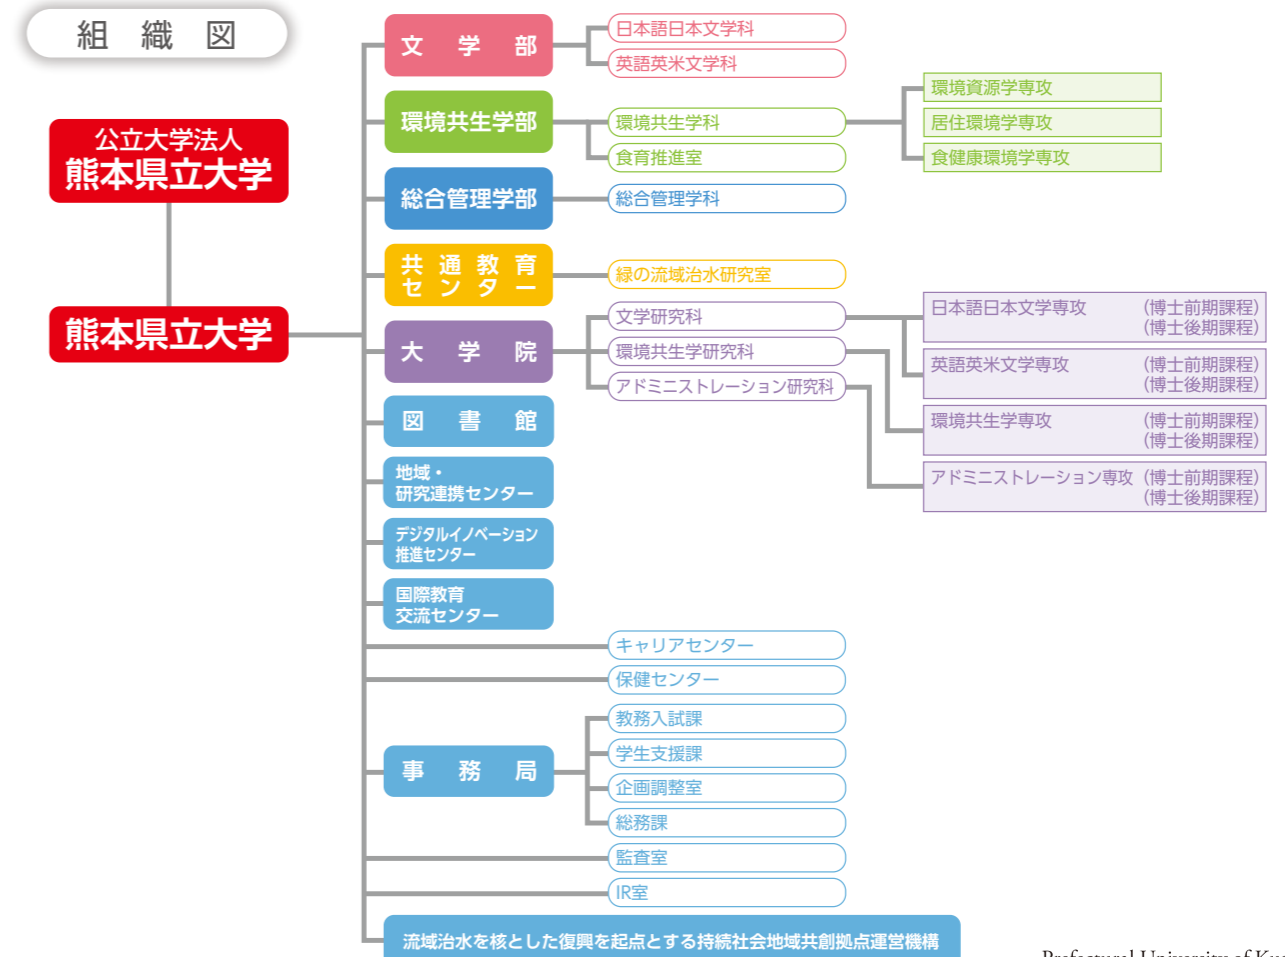 組織図
公立大学法人
熊本県立大学
熊本県立大学
文学部
日本語日本文学科
英語英米文学科
環境共生学部
環境共生学科
食育推進室
環境資源学専攻
居住環境学専攻
食健康環境学専攻
総合管理学部
総合管理学科
共通教育
センター
緑の流域治水研究室
大学院
文学研究科
環境共生学研究科
アドミニストレーション研究科
日本語日本文学専攻 (博士前期課程)
(博士後期課程)
英語英米文学専攻 (博士前期課程)
(博士後期課程)
環境共生学専攻 (博士前期課程)
(博士後期課程)
アドミニストレーション専攻 (博士前期課程)
(博士後期課程)
図書館
地域・
研究連携センター
デジタルイノベーション
推進センター
国際教育
交流センター
キャリアセンター
保健センター
事務局
教務入試課
学生支援課
企画調整室
総務課
監査室
IR室
流域治水を核とした復興を起点とする持続社会地域共創拠点運営機構
Prefectural University of